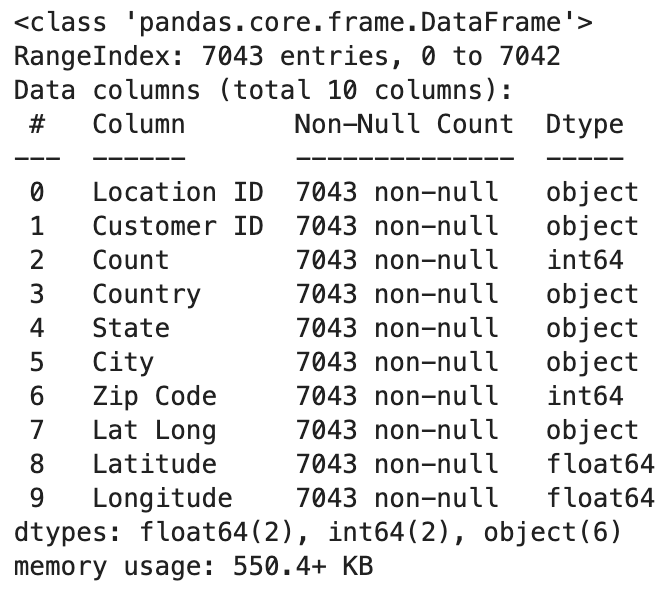 <class 'pandas.core.frame.DataFrame'>
RangeIndex: 7043 entries, 0 to 7042
Data columns (total 10 columns):
 #   Column       Non-Null Count  Dtype
---  ------       --------------  -----
 0   Location ID  7043 non-null   object
 1   Customer ID  7043 non-null   object
 2   Count        7043 non-null   int64
 3   Country      7043 non-null   object
 4   State        7043 non-null   object
 5   City         7043 non-null   object
 6   Zip Code     7043 non-null   int64
 7   Lat Long     7043 non-null   object
 8   Latitude     7043 non-null   float64
 9   Longitude    7043 non-null   float64
dtypes: float64(2), int64(2), object(6)
memory usage: 550.4+ KB